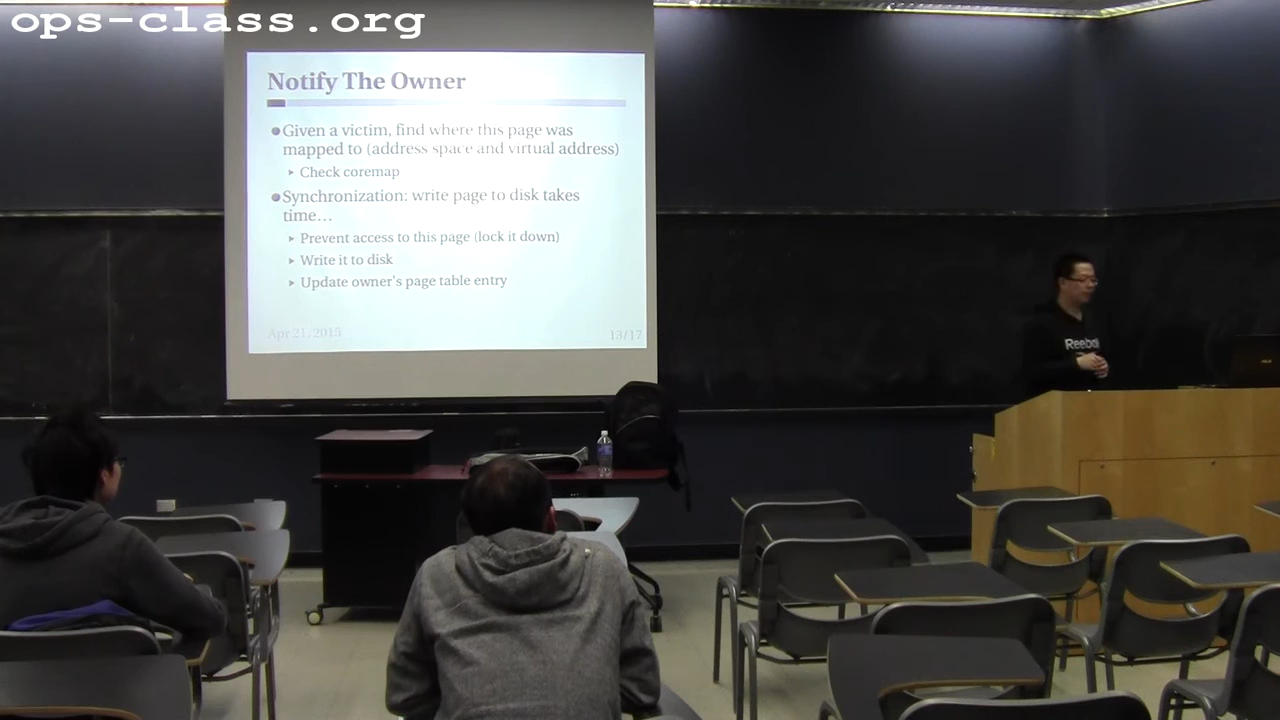 ops-class.org
Notify The Owner
Given a victim, find where this page was
mapped to (address space and virtual address)
Check coremap
Synchronization: write page to disk takes
time…
Prevent access to this page (lock it down)
Write it to disk
Update owner's page table entry
Apr 21, 2015
13/17
Reebok